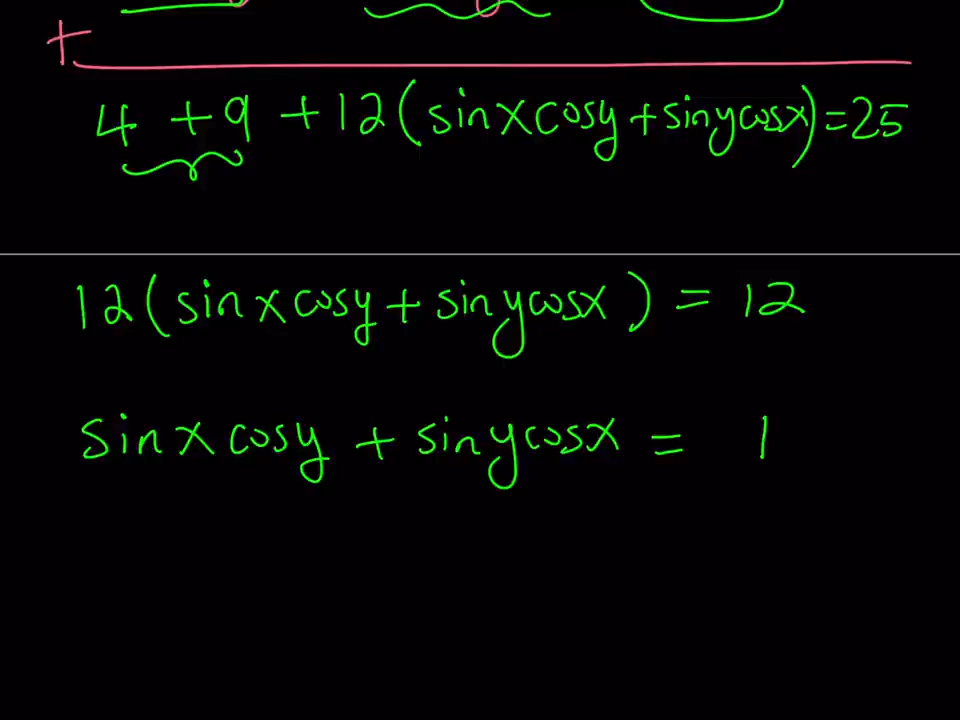 +
4 + 9 + 12 (sinxcosy + sinycosx) = 25
12 (sinxcosy + sinycosx) = 12
sinxcosy + sinycosx = 1